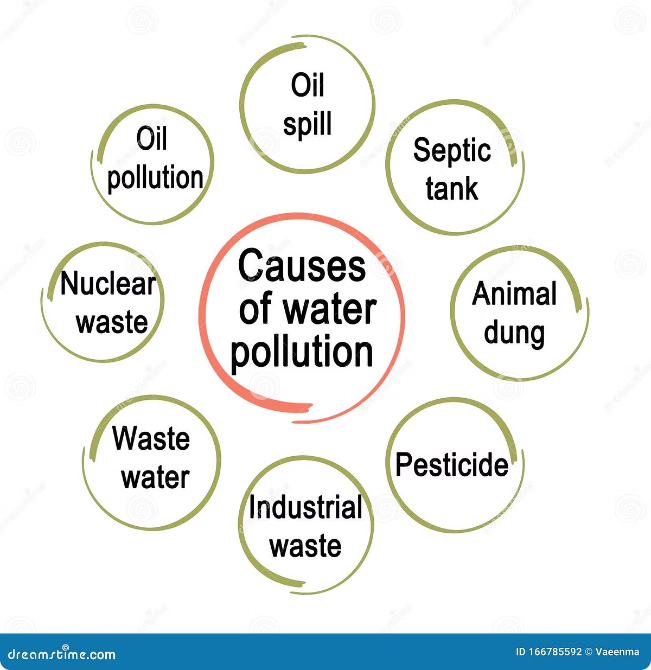 Oil
spill
Septic
tank
Animal
dung
Pesticide
Industrial
waste
Waste
water
Nuclear
waste
Oil
pollution
Causes
of water
pollution
dreamstime.com
ID 166785592 © Vaeenma